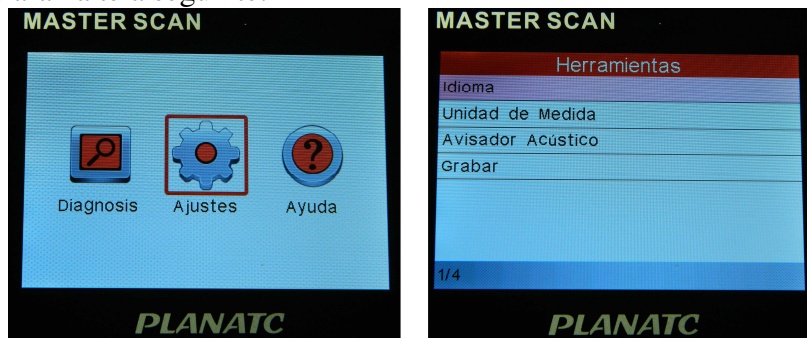 MASTER SCAN
Diagnosis
Ajustes
Ayuda
PLANATC
MASTER SCAN
Herramientas
Idioma
Unidad de Medida
Avisador Acústico
Grabar
1/4
PLANATC